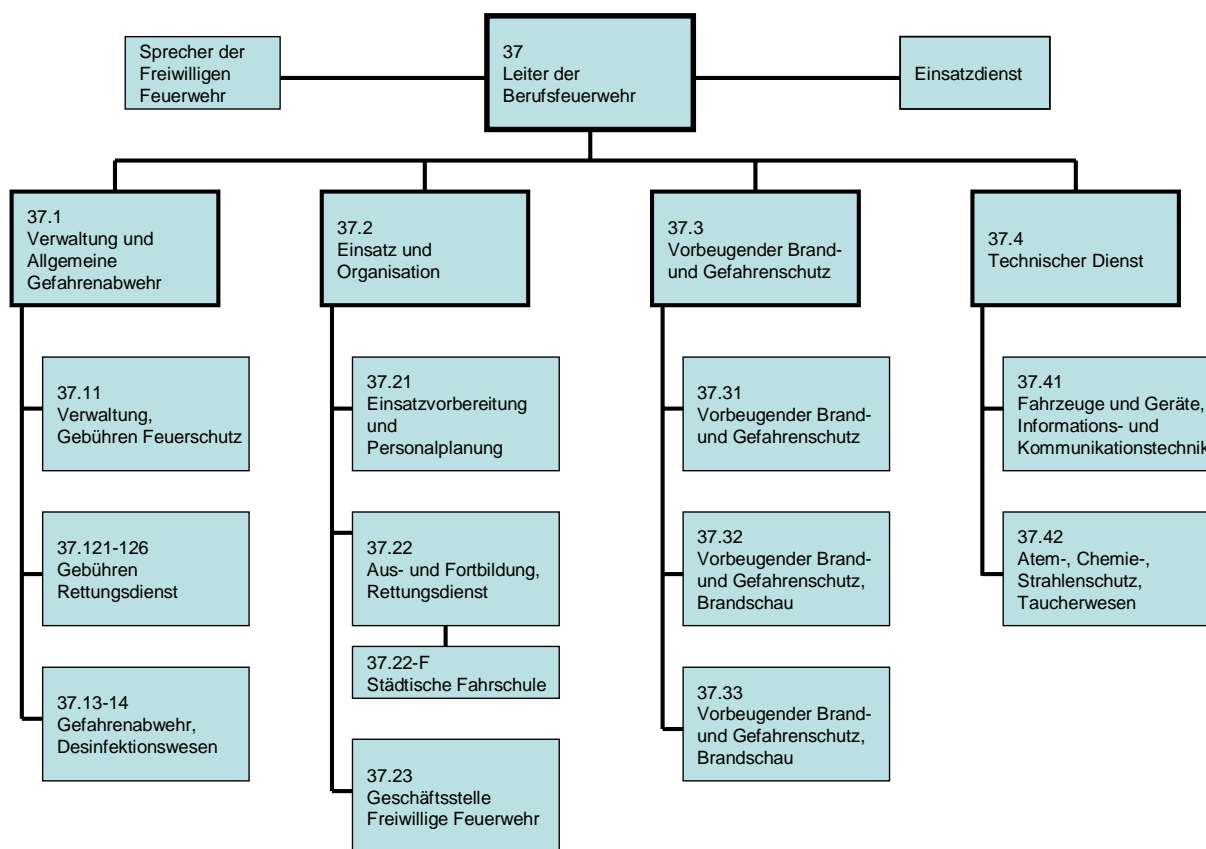 Sprecher der
Freiwilligen
Feuerwehr
37
Leiter der
Berufsfeuerwehr
Einsatzdienst
37.1
Verwaltung und
Allgemeine
Gefahrenabwehr
37.2
Einsatz und
Organisation
37.3
Vorbeugender Brand-
und Gefahrenschutz
37.4
Technischer Dienst
37.11
Verwaltung,
Gebühren Feuerschutz
37.121-126
Gebühren
Rettungsdienst
37.13-14
Gefahrenabwehr,
Desinfektionswesen
37.21
Einsatzvorbereitung
und
Personalplanung
37.22
Aus- und Fortbildung,
Rettungsdienst
37.22-F
Städtische Fahrschule
37.23
Geschäftsstelle
Freiwillige Feuerwehr
37.31
Vorbeugender Brand-
und Gefahrenschutz
37.32
Vorbeugender Brand-
und Gefahrenschutz,
Brandschau
37.33
Vorbeugender Brand-
und Gefahrenschutz,
Brandschau
37.41
Fahrzeuge und Geräte,
Informations- und
Kommunikationstechnik
37.42
Atem-, Chemie-,
Strahlenschutz,
Taucherwesen